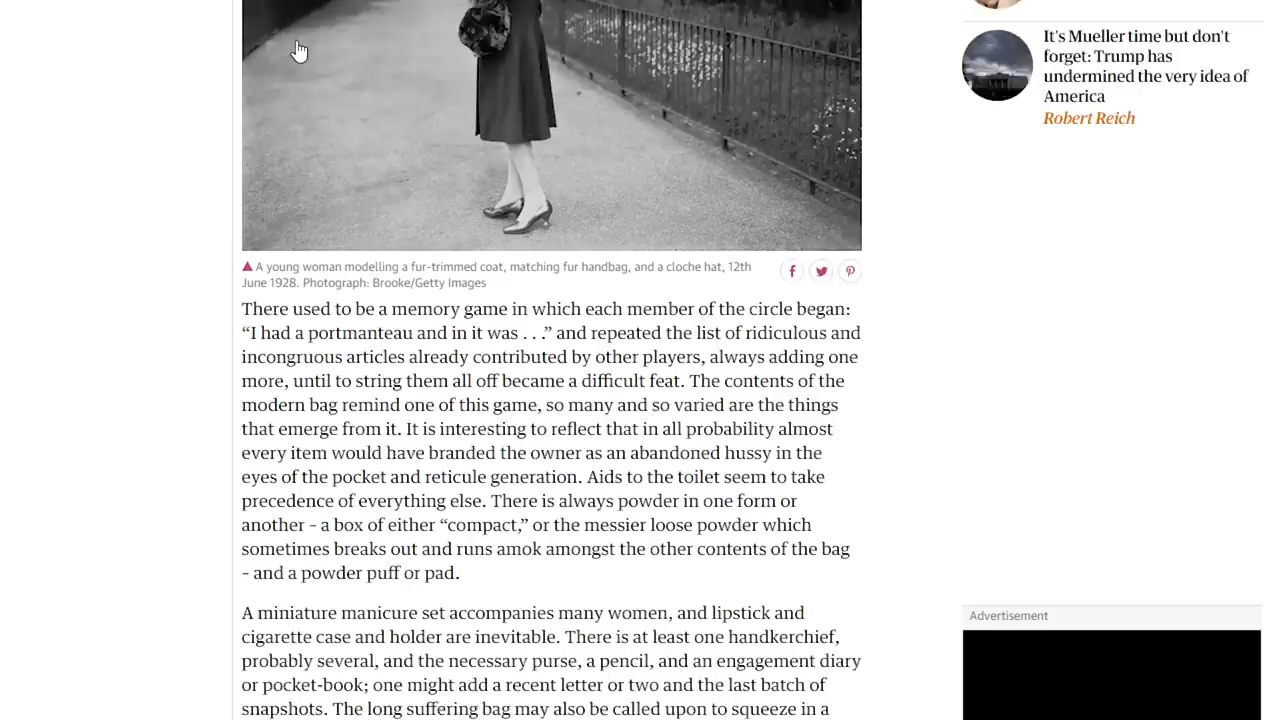 It's Mueller time but don't
forget: Trump has
undermined the very idea of
America
Robert Reich
A young woman modelling a fur-trimmed coat, matching fur handbag, and a cloche hat, 12th
June 1928. Photograph: Brooke/Getty Images
There used to be a memory game in which each member of the circle began:
“I had a portmanteau and in it was . . .” and repeated the list of ridiculous and
incongruous articles already contributed by other players, always adding one
more, until to string them all off became a difficult feat. The contents of the
modern bag remind one of this game, so many and so varied are the things
that emerge from it. It is interesting to reflect that in all probability almost
every item would have branded the owner as an abandoned hussy in the
eyes of the pocket and reticule generation. Aids to the toilet seem to take
precedence of everything else. There is always powder in one form or
another – a box of either “compact,” or the messier loose powder which
sometimes breaks out and runs amok amongst the other contents of the bag
– and a powder puff or pad.
A miniature manicure set accompanies many women, and lipstick and
cigarette case and holder are inevitable. There is at least one handkerchief,
probably several, and the necessary purse, a pencil, and an engagement diary
or pocket-book; one might add a recent letter or two and the last batch of
snapshots. The long suffering bag may also be called upon to squeeze in a
Advertisement